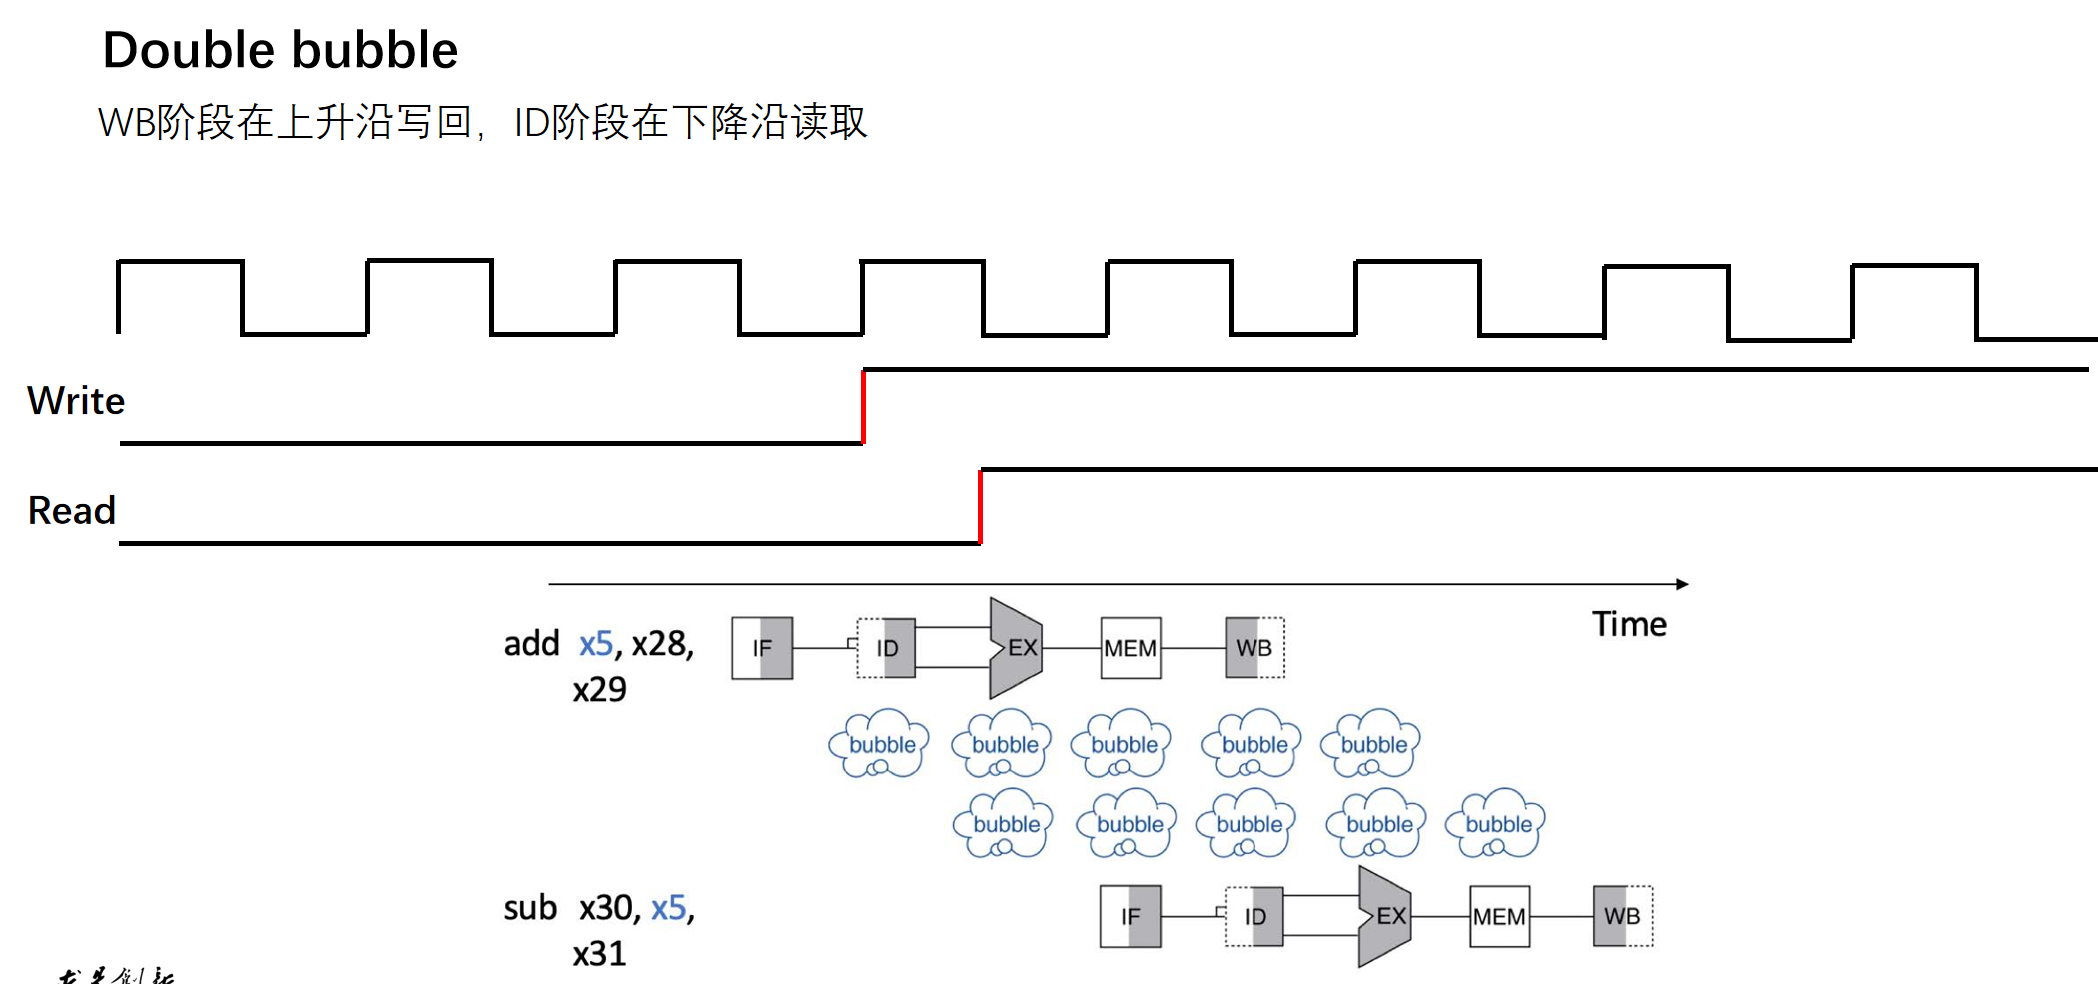 Double bubble
WB阶段在上升沿写回，ID阶段在下降沿读取
Write
Read
Time
add x5, x28,
x29
IF ID EX MEM WB
bubble bubble bubble bubble bubble
bubble bubble bubble bubble bubble
sub x30, x5,
x31
IF ID EX MEM WB